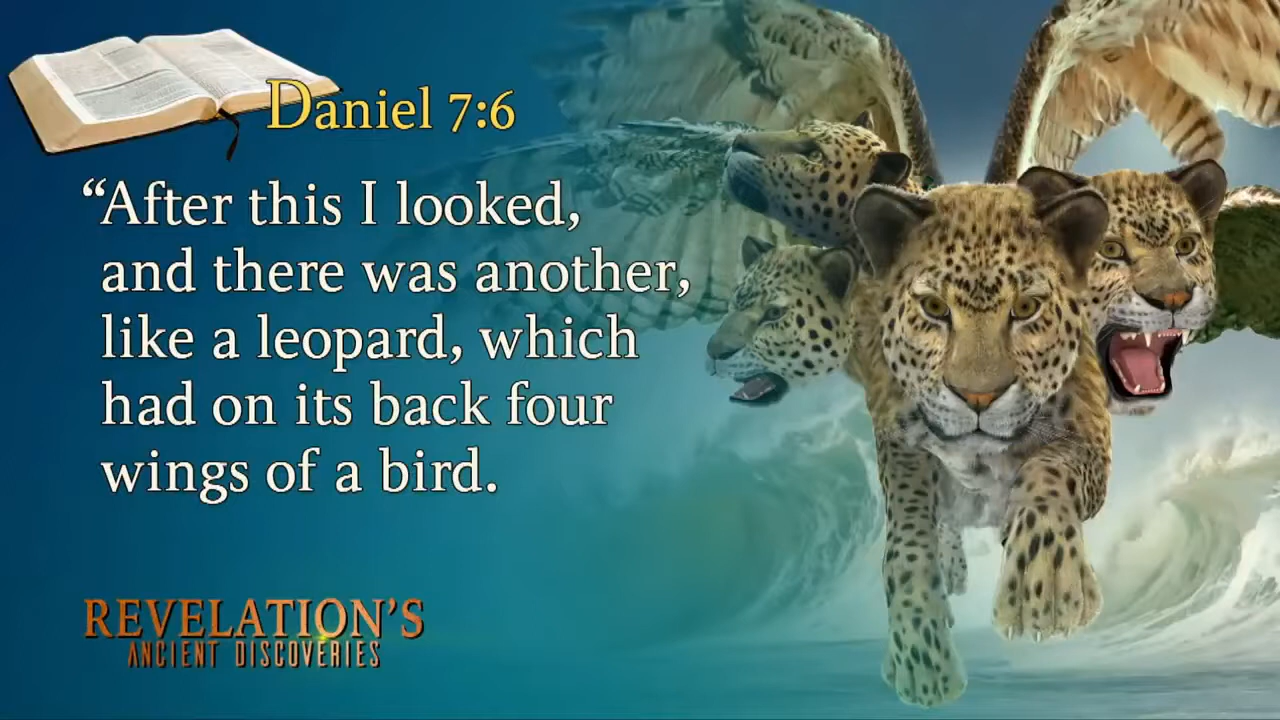 Daniel 7:6
“After this I looked,
and there was another,
like a leopard, which
had on its back four
wings of a bird.
REVELATION'S
ANCIENT DISCOVERIES